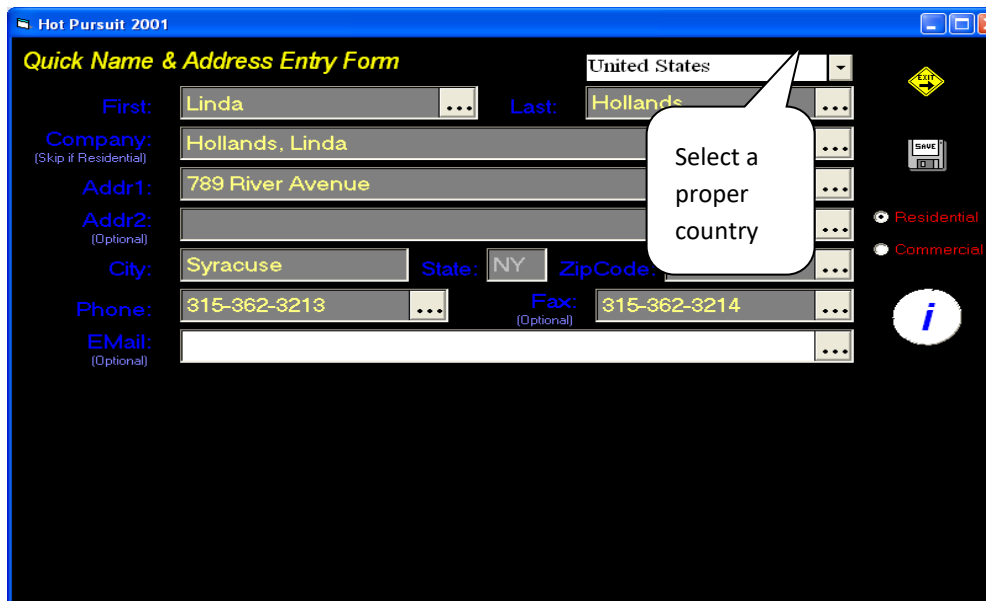 Hot Pursuit 2001
Quick Name & Address Entry Form
United States
EXIT
First: Linda ... Last: Hollands ...
Company: Hollands, Linda ...
(Skip if Residential)
SAVE
Select a
proper
country
Addr1: 789 River Avenue ...
Addr2: ...
(Optional)
Residential
Commercial
City: Syracuse State: NY ZipCode: ...
Phone: 315-362-3213 ... Fax: 315-362-3214 ...
(Optional)
i
EMail: ...
(Optional)